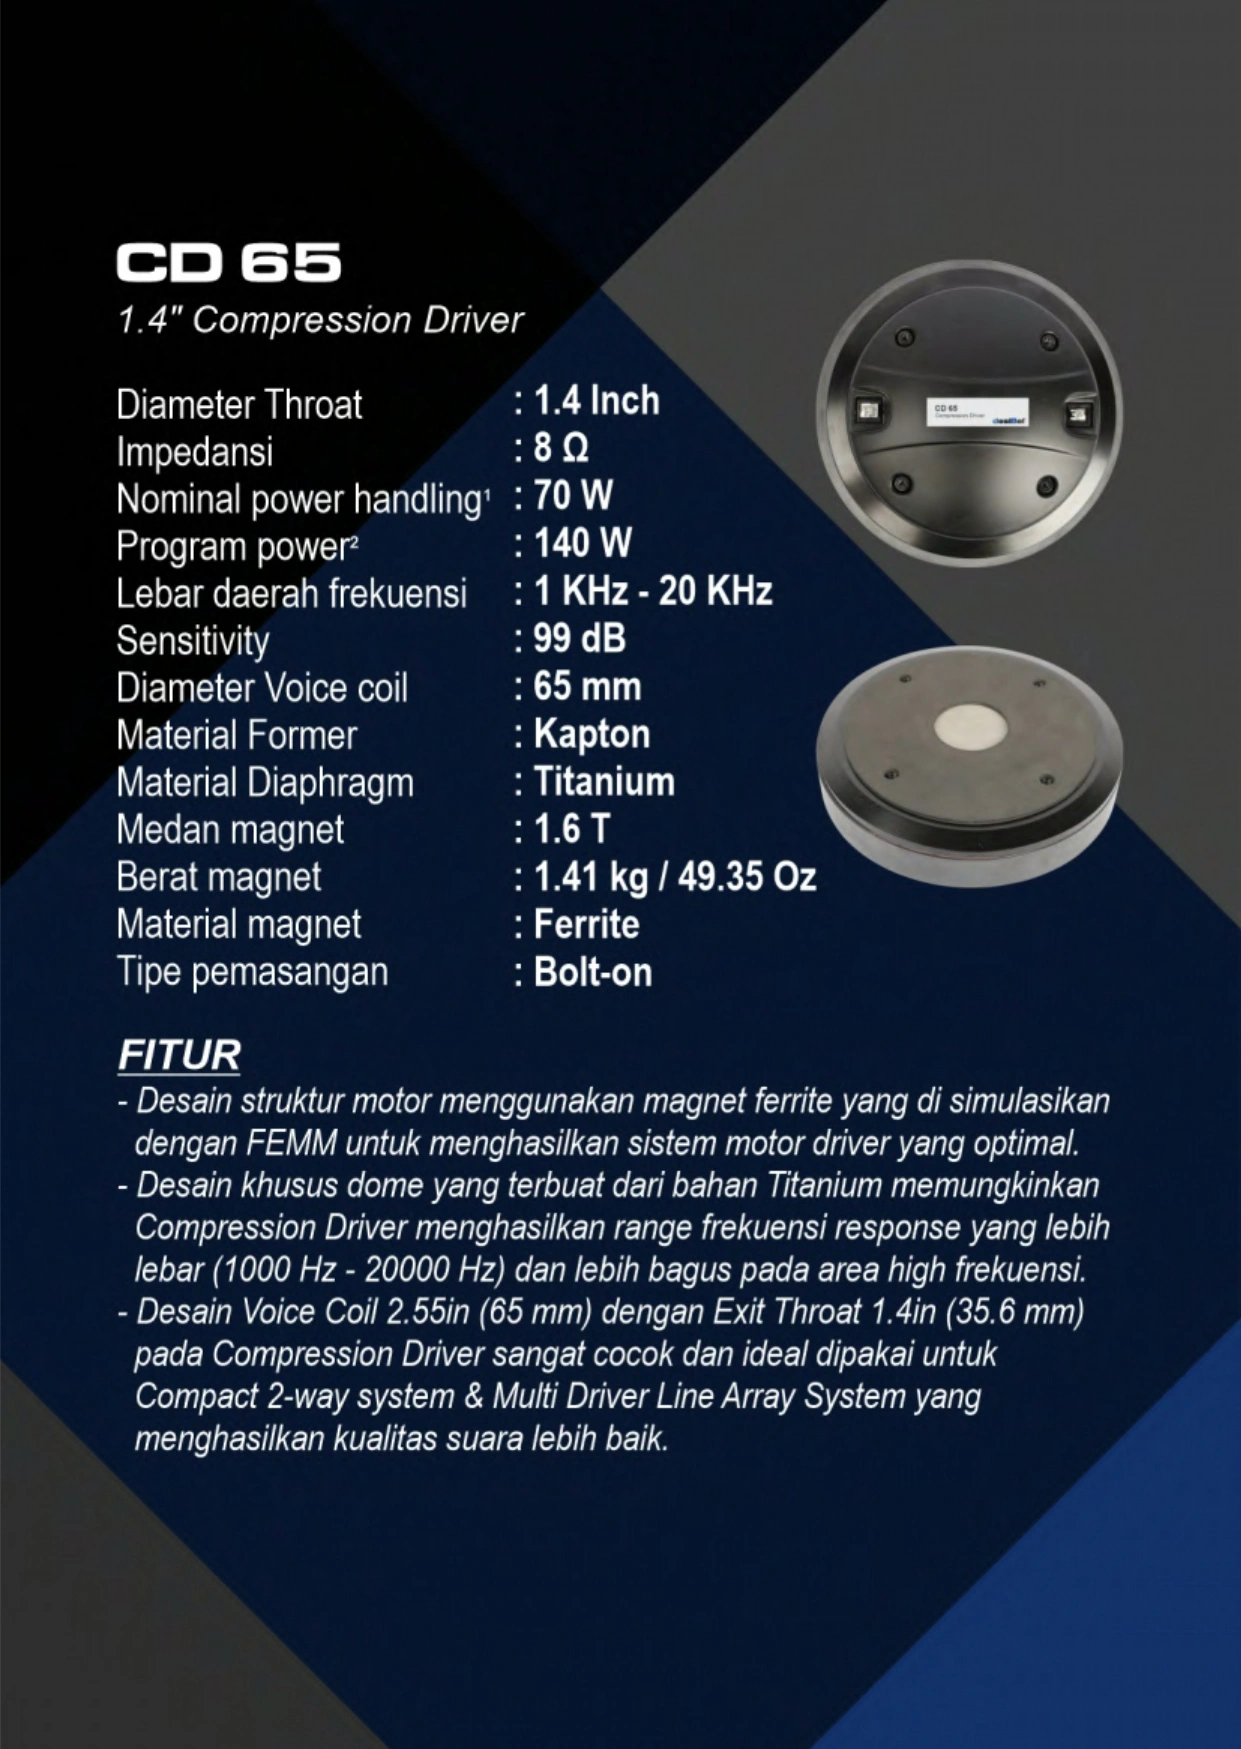 CD 65
1.4" Compression Driver
Diameter Throat : 1.4 Inch
Impedansi : 8 Ω
Nominal power handling¹ : 70 W
Program power² : 140 W
Lebar daerah frekuensi : 1 KHz - 20 KHz
Sensitivity : 99 dB
Diameter Voice coil : 65 mm
Material Former : Kapton
Material Diaphragm : Titanium
Medan magnet : 1.6 T
Berat magnet : 1.41 kg / 49.35 Oz
Material magnet : Ferrite
Tipe pemasangan : Bolt-on
CD 65
Compression Driver
FITUR
- Desain struktur motor menggunakan magnet ferrite yang di simulasikan
dengan FEMM untuk menghasilkan sistem motor driver yang optimal.
- Desain khusus dome yang terbuat dari bahan Titanium memungkinkan
Compression Driver menghasilkan range frekuensi response yang lebih
lebar (1000 Hz - 20000 Hz) dan lebih bagus pada area high frekuensi.
- Desain Voice Coil 2.55in (65 mm) dengan Exit Throat 1.4in (35.6 mm)
pada Compression Driver sangat cocok dan ideal dipakai untuk
Compact 2-way system & Multi Driver Line Array System yang
menghasilkan kualitas suara lebih baik.